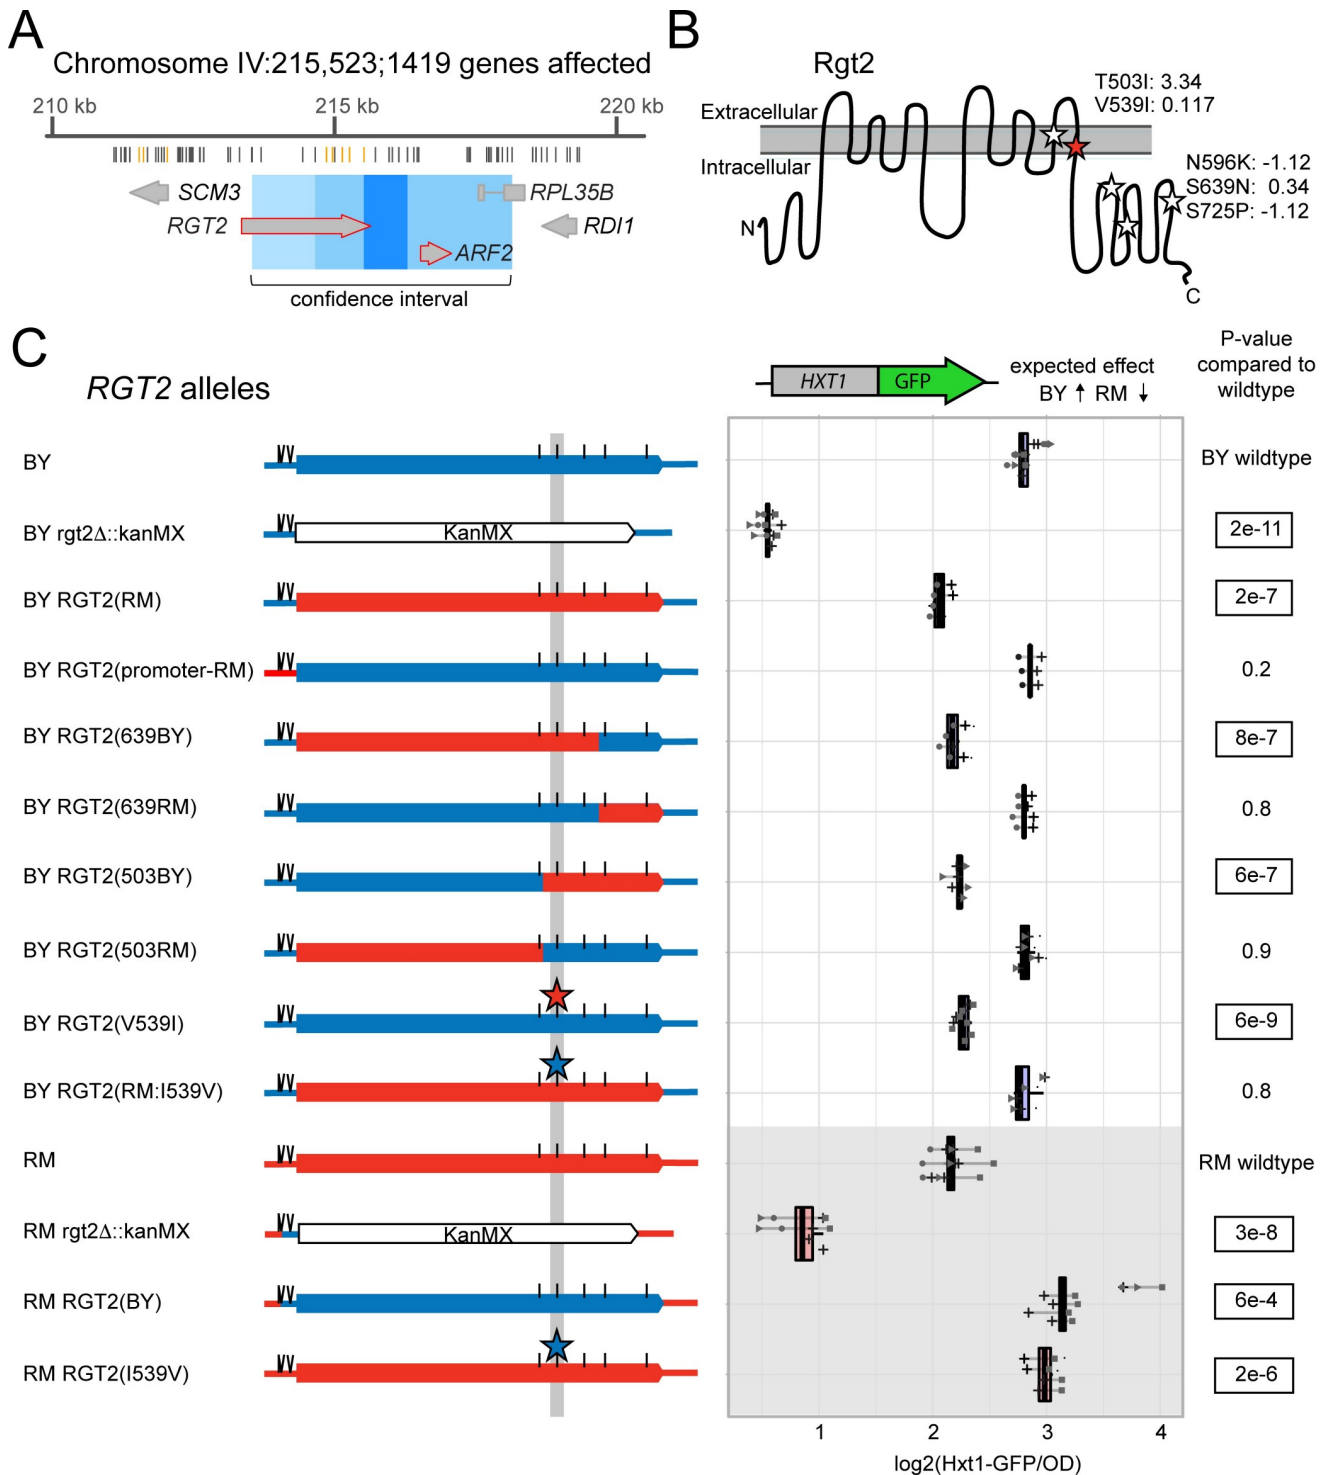 A
Chromosome IV:215,523;1419 genes affected
210 kb
215 kb
220 kb
SCM3
RPL35B
RGT2
RDI1
ARF2
confidence interval
B
Rgt2
T503I: 3.34
V539I: 0.117
Extracellular
Intracellular
N596K: -1.12
S639N: 0.34
S725P: -1.12
N
C
C
RGT2 alleles
HXT1
GFP
expected effect
BY ↑ RM ↓
P-value
compared to
wildtype
BY
BY wildtype
BY rgt2Δ::kanMX
KanMX
2e-11
BY RGT2(RM)
2e-7
BY RGT2(promoter-RM)
0.2
BY RGT2(639BY)
8e-7
BY RGT2(639RM)
0.8
BY RGT2(503BY)
6e-7
BY RGT2(503RM)
0.9
BY RGT2(V539I)
6e-9
BY RGT2(RM:I539V)
0.8
RM
RM wildtype
RM rgt2Δ::kanMX
KanMX
3e-8
RM RGT2(BY)
6e-4
RM RGT2(I539V)
2e-6
1
2
3
4
log2(Hxt1-GFP/OD)